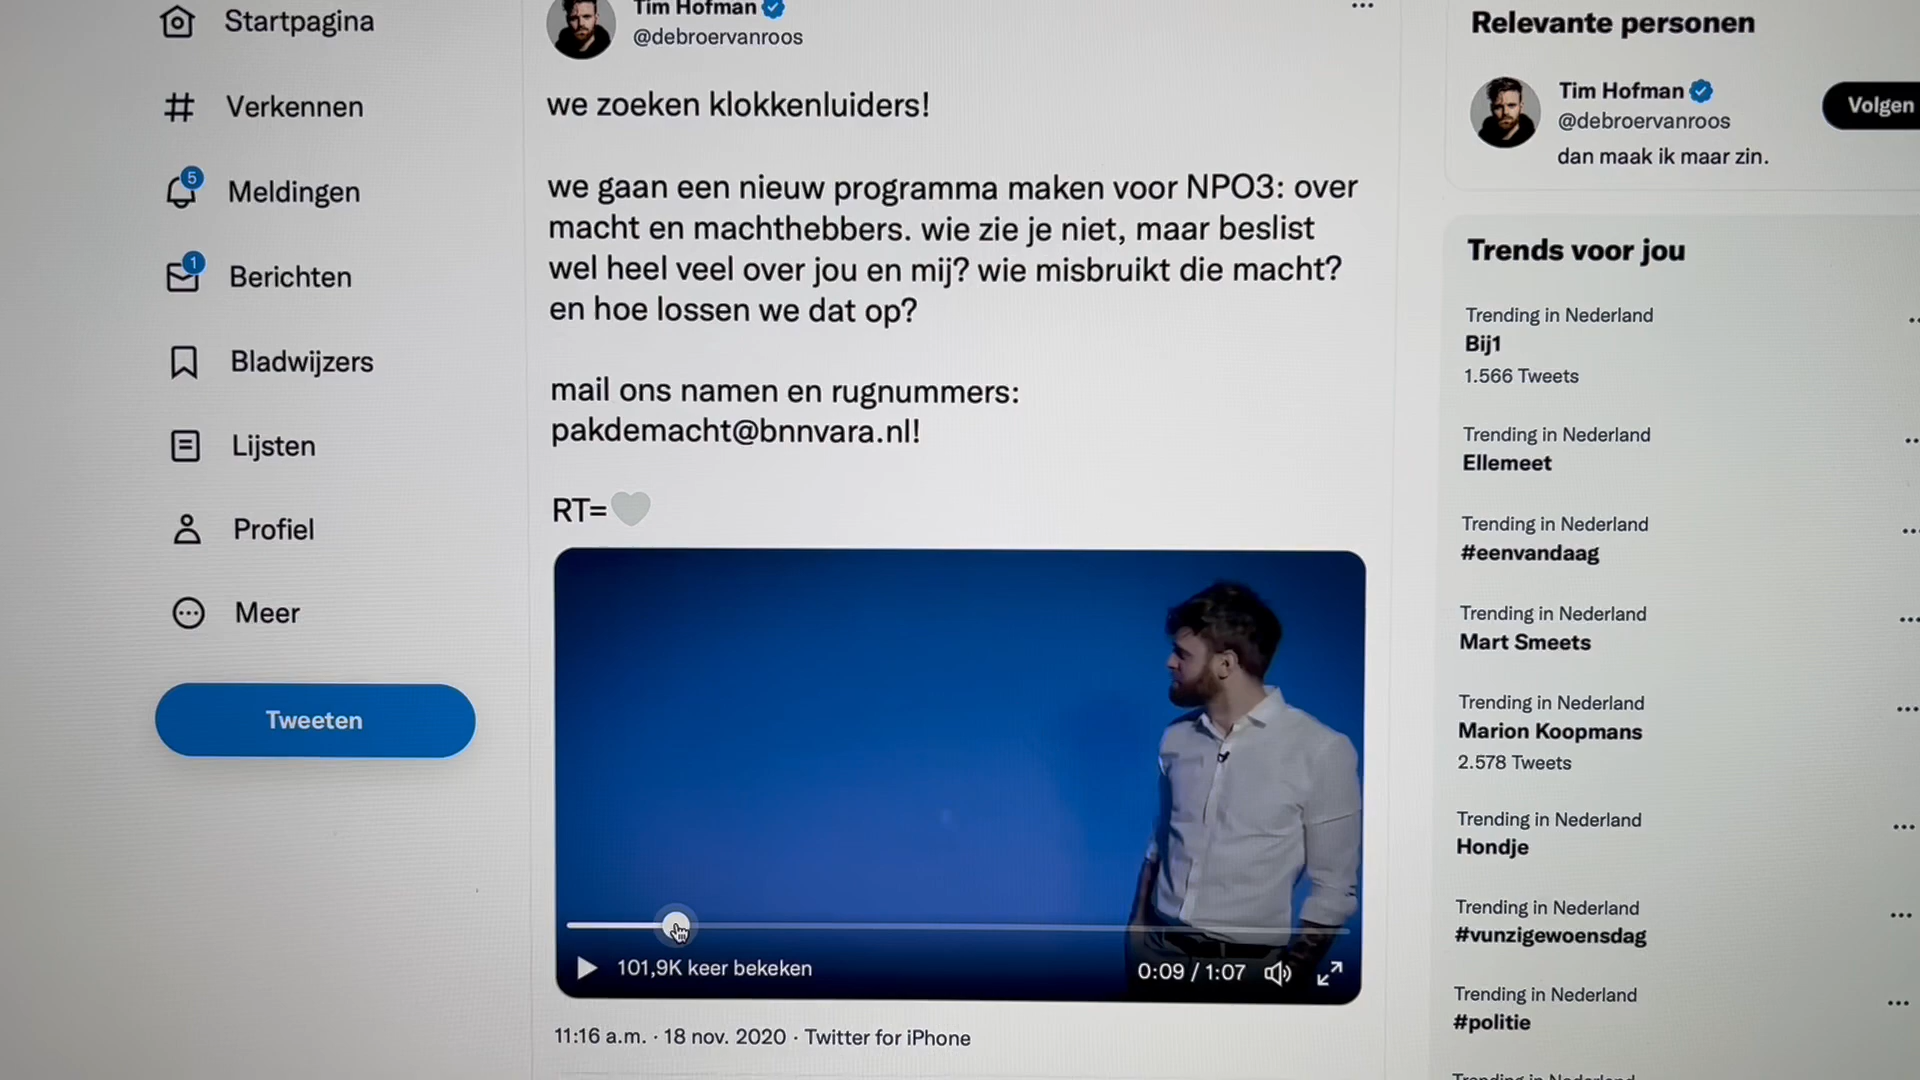 Startpagina
Verkennen
5
Meldingen
1
Berichten
Bladwijzers
Lijsten
Profiel
Meer
Tweeten
Tim Hofman
@debroervanroos
we zoeken klokkenluiders!
we gaan een nieuw programma maken voor NPO3: over
macht en machthebbers. wie zie je niet, maar beslist
wel heel veel over jou en mij? wie misbruikt die macht?
en hoe lossen we dat op?
mail ons namen en rugnummers:
pakdemacht@bnnvara.nl!
RT=
101,9K keer bekeken
0:09 / 1:07
11:16 a.m. · 18 nov. 2020 · Twitter for iPhone
Relevante personen
Tim Hofman
@debroervanroos
Volgen
dan maak ik maar zin.
Trends voor jou
Trending in Nederland
Bij1
1.566 Tweets
Trending in Nederland
Ellemeet
Trending in Nederland
#eenvandaag
Trending in Nederland
Mart Smeets
Trending in Nederland
Marion Koopmans
2.578 Tweets
Trending in Nederland
Hondje
Trending in Nederland
#vunzigewoensdag
Trending in Nederland
#politie